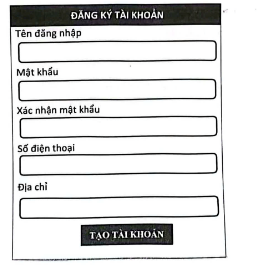 ĐĂNG KÝ TÀI KHOẢN
Tên đăng nhập
Mật khẩu
Xác nhận mật khẩu
Số điện thoại
Địa chỉ
TẠO TÀI KHOẢN